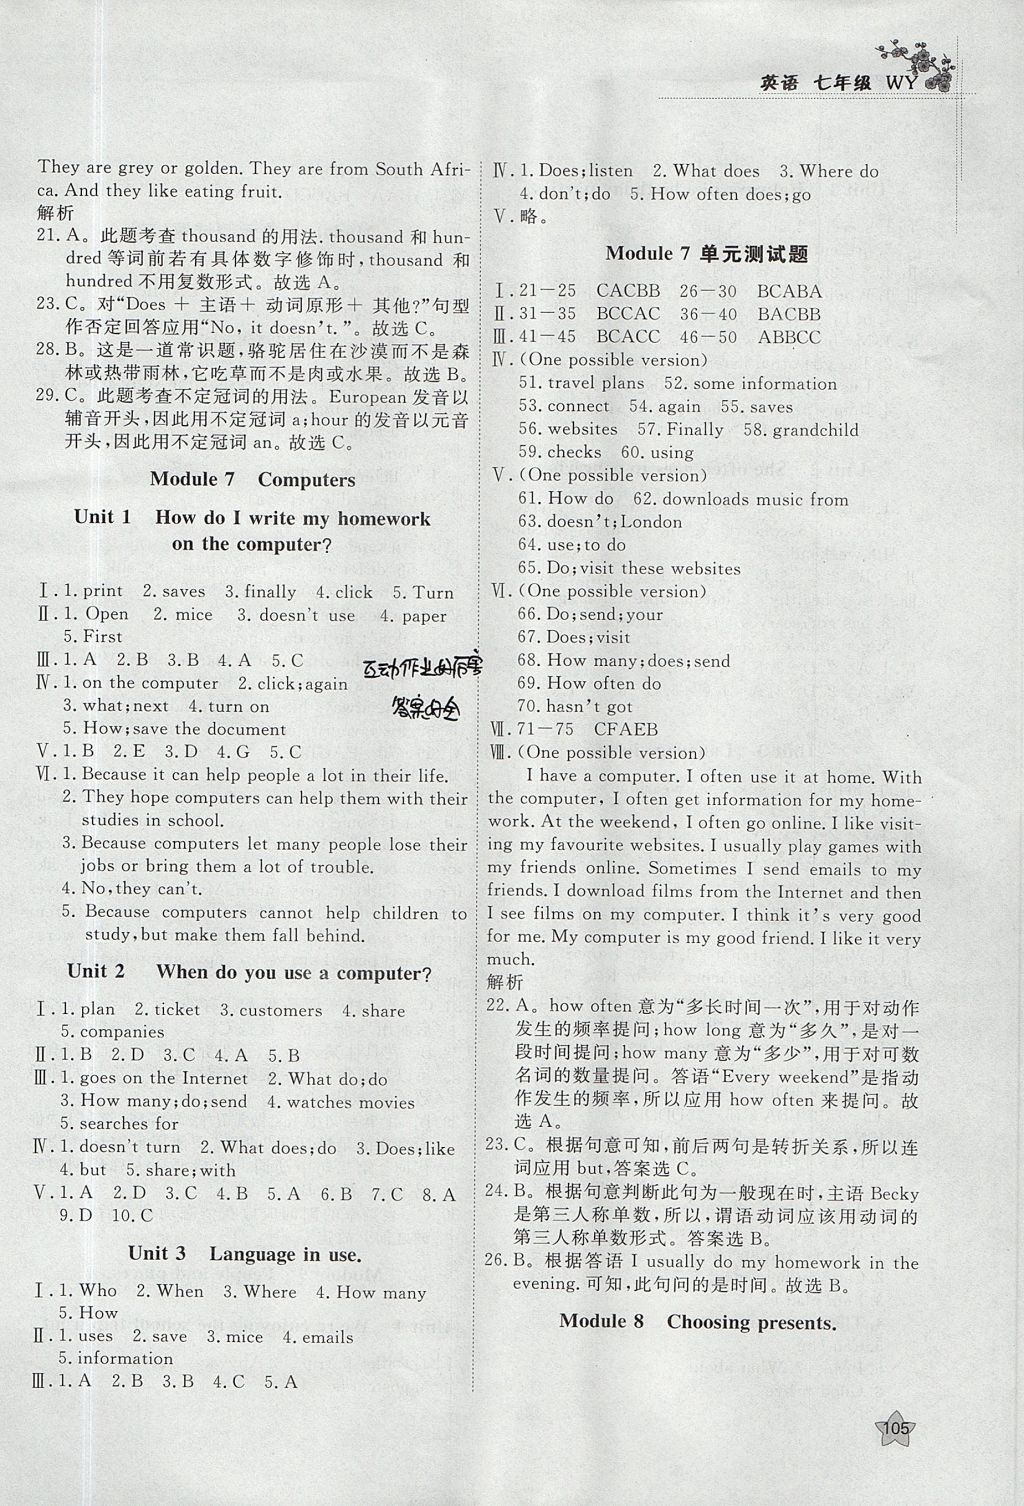 英语 七年级 WY
They are grey or golden. They are from South Afri-
ca. And they like eating fruit.
解析
21. A。此题考查 thousand 的用法. thousand 和 hun-
dred 等词前若有具体数字修饰时, thousand 和
hundred 不用复数形式。故选 A。
23. C。对“Does + 主语+ 动词原形+ 其他?”句型
作否定回答应用“No, it doesn't.”。故选 C。
28. B。这是一道常识题,骆驼居住在沙漠而不是森
林或热带雨林,它吃草而不是肉或水果。故选 B。
29. C。此题考查不定冠词的用法。European 发音以
辅音开头,因此用不定冠词 a;hour 的发音以元音
开头,因此用不定冠词 an。故选 C。
Module 7 Computers
Unit 1 How do I write my homework
on the computer?
Ⅰ. 1. print 2. saves 3. finally 4. click 5. Turn
Ⅱ. 1. Open 2. mice 3. doesn't use 4. paper
5. First
Ⅲ. 1. A 2. B 3. B 4. A 5. C
Ⅳ. 1. on the computer 2. click;again
3. what;next 4. turn on
5. How;save the document
互动作业的厉害
答案好全
Ⅴ. 1. B 2. E 3. D 4. G 5. C
Ⅵ. 1. Because it can help people a lot in their life.
2. They hope computers can help them with their
studies in school.
3. Because computers let many people lose their
jobs or bring them a lot of trouble.
4. No,they can't.
5. Because computers cannot help children to
study,but make them fall behind.
Unit 2 When do you use a computer?
Ⅰ. 1. plan 2. ticket 3. customers 4. share
5. companies
Ⅱ. 1. B 2. D 3. C 4. A 5. B
Ⅲ. 1. goes on the Internet 2. What do;do
3. How many;do;send 4. watches movies
5. searches for
Ⅳ. 1. doesn't turn 2. What does;do 3. Does;like
4. but 5. share;with
Ⅴ. 1. A 2. D 3. C 4. B 5. A 6. B 7. C 8. A
9. D 10. C
Unit 3 Language in use.
Ⅰ. 1. Who 2. When 3. Where 4. How many
5. How
Ⅱ. 1. uses 2. save 3. mice 4. emails
5. information
Ⅲ. 1. A 2. B 3. B 4. C 5. A
Ⅳ. 1. Does;listen 2. What does 3. Where do
4. don't;do 5. How often does;go
Ⅴ. 略。
Module 7 单元测试题
Ⅰ. 21-25 CACBB 26-30 BCABA
Ⅱ. 31-35 BCCAC 36-40 BACBB
Ⅲ. 41-45 BCACC 46-50 ABBCC
Ⅳ. (One possible version)
51. travel plans 52. some information
53. connect 54. again 55. saves
56. websites 57. Finally 58. grandchild
59. checks 60. using
Ⅴ. (One possible version)
61. How do 62. downloads music from
63. doesn't;London
64. use;to do
65. Do;visit these websites
Ⅵ. (One possible version)
66. Do;send;your
67. Does;visit
68. How many;does;send
69. How often do
70. hasn't got
Ⅶ. 71-75 CFAEB
Ⅷ. (One possible version)
I have a computer. I often use it at home. With
the computer, I often get information for my home-
work. At the weekend, I often go online. I like visit-
ing my favourite websites. I usually play games with
my friends online. Sometimes I send emails to my
friends. I download films from the Internet and then
I see films on my computer. I think it's very good
for me. My computer is my good friend. I like it very
much.
解析
22. A。how often 意为“多长时间一次”,用于对动作
发生的频率提问;how long 意为“多久”,是对一
段时间提问;how many 意为“多少”,用于对可数
名词的数量提问。答语“Every weekend”是指动
作发生的频率,所以应用 how often 来提问。故
选 A。
23. C。根据句意可知,前后两句是转折关系,所以连
词应用 but,答案选 C。
24. B。根据句意判断此句为一般现在时,主语 Becky
是第三人称单数,所以,谓语动词应该用动词的
第三人称单数形式。答案选 B。
26. B。根据答语 I usually do my homework in the
evening. 可知,此句问的是时间。故选 B。
Module 8 Choosing presents.
105